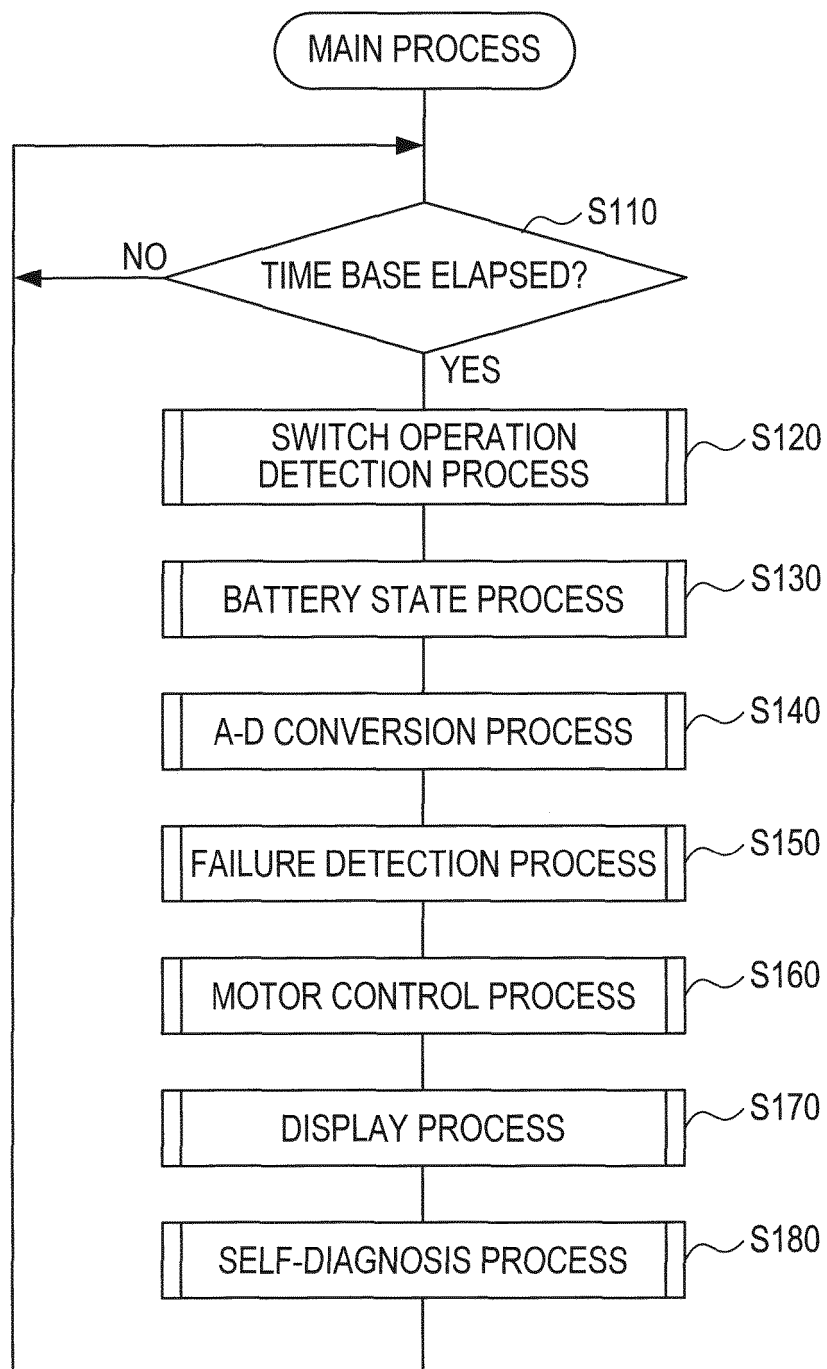 MAIN PROCESS
S110
NO
TIME BASE ELAPSED?
YES
SWITCH OPERATION
DETECTION PROCESS
S120
BATTERY STATE PROCESS
S130
A-D CONVERSION PROCESS
S140
FAILURE DETECTION PROCESS
S150
MOTOR CONTROL PROCESS
S160
DISPLAY PROCESS
S170
SELF-DIAGNOSIS PROCESS
S180